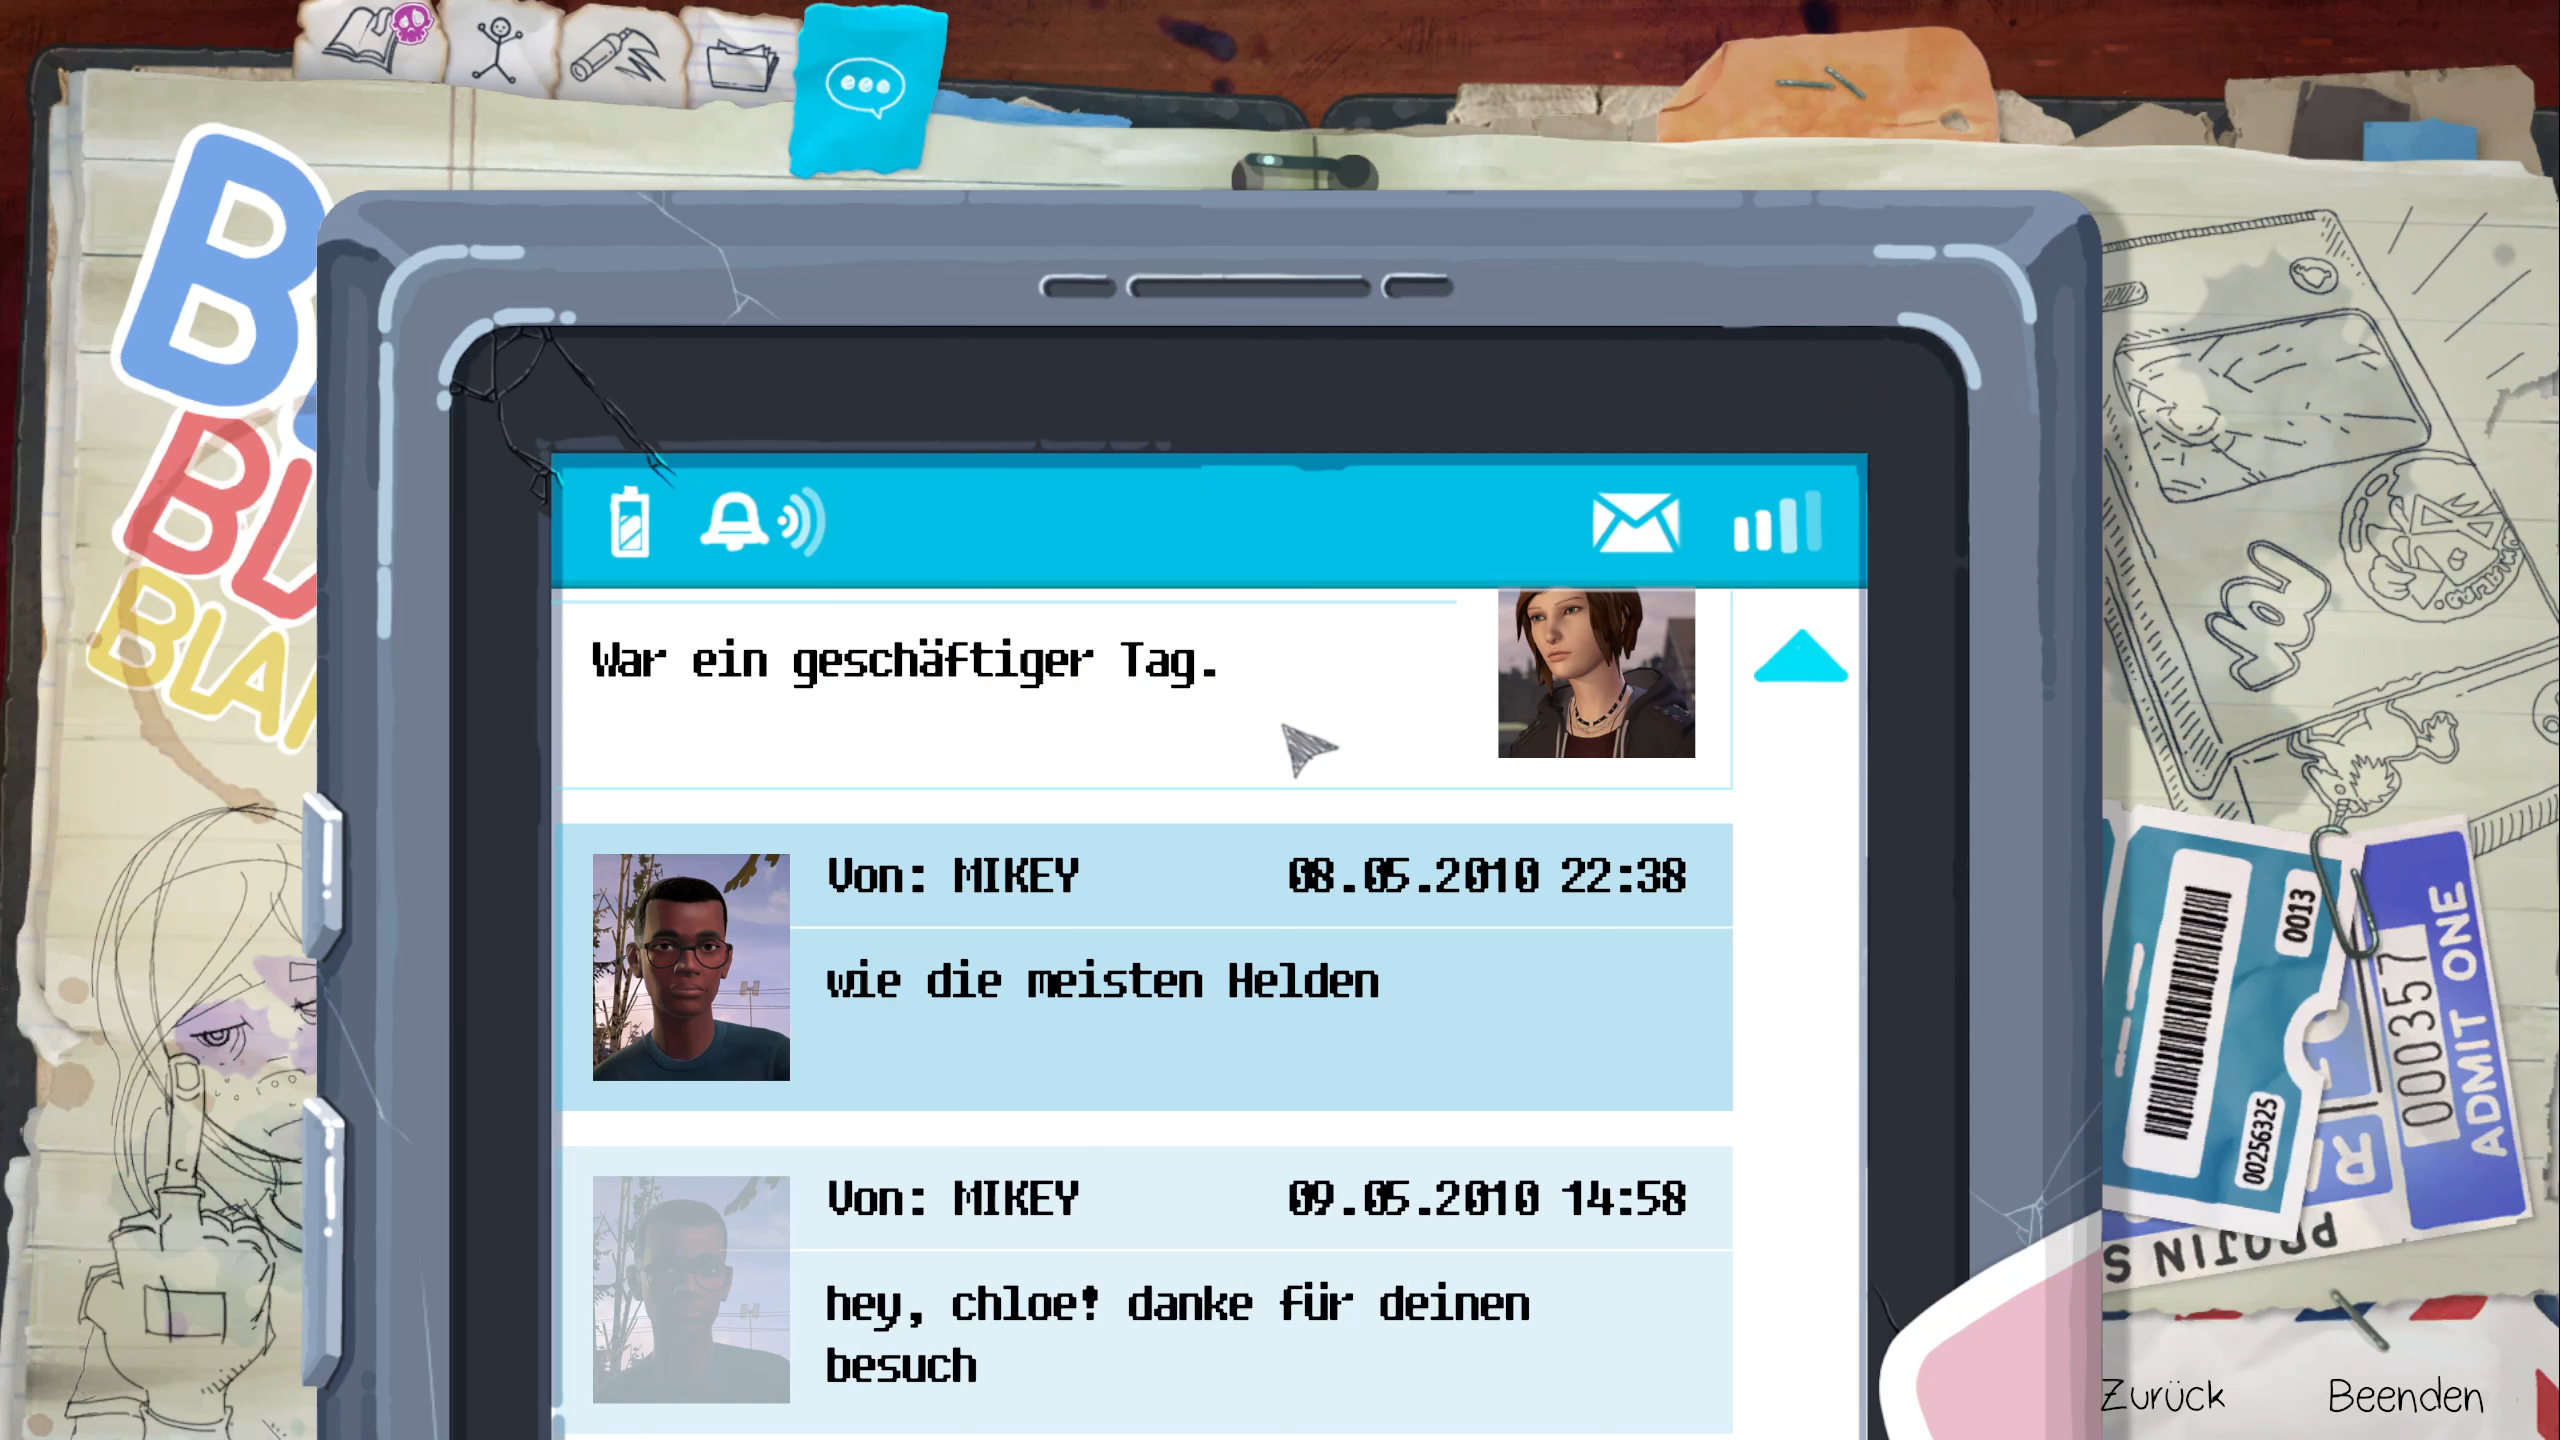 War ein geschäftiger Tag.
Von: MIKEY 08.05.2010 22:38
wie die meisten Helden
Von: MIKEY 09.05.2010 14:58
hey, chloe! danke für deinen
besuch
0013
00256325
000357
ADMIT ONE
Zurück Beenden